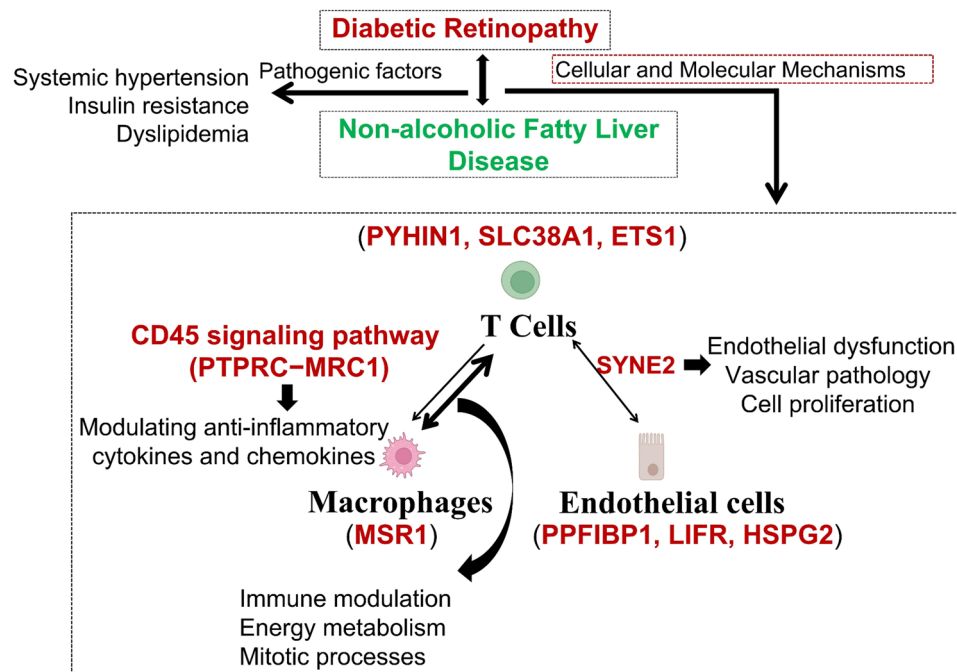 Diabetic Retinopathy
Pathogenic factors
Cellular and Molecular Mechanisms
Systemic hypertension
Insulin resistance
Dyslipidemia
Non-alcoholic Fatty Liver
Disease
(PYHIN1, SLC38A1, ETS1)
T Cells
CD45 signaling pathway
(PTPRC−MRC1)
SYNE2
Endothelial dysfunction
Vascular pathology
Cell proliferation
Modulating anti-inflammatory
cytokines and chemokines
Macrophages
(MSR1)
Endothelial cells
(PPFIBP1, LIFR, HSPG2)
Immune modulation
Energy metabolism
Mitotic processes